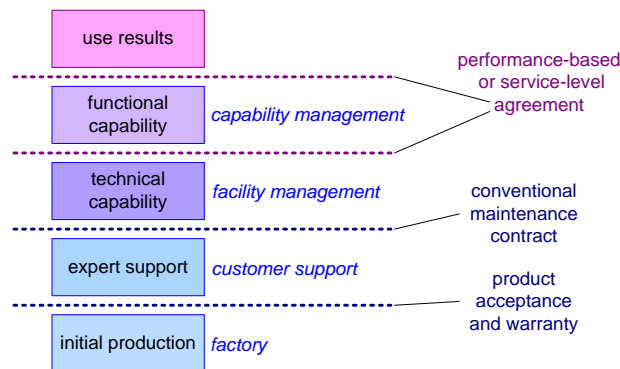 use results
performance-based
or service-level
agreement
functional
capability
capability management
technical
capability
facility management
conventional
maintenance
contract
expert support
customer support
product
acceptance
and warranty
initial production
factory